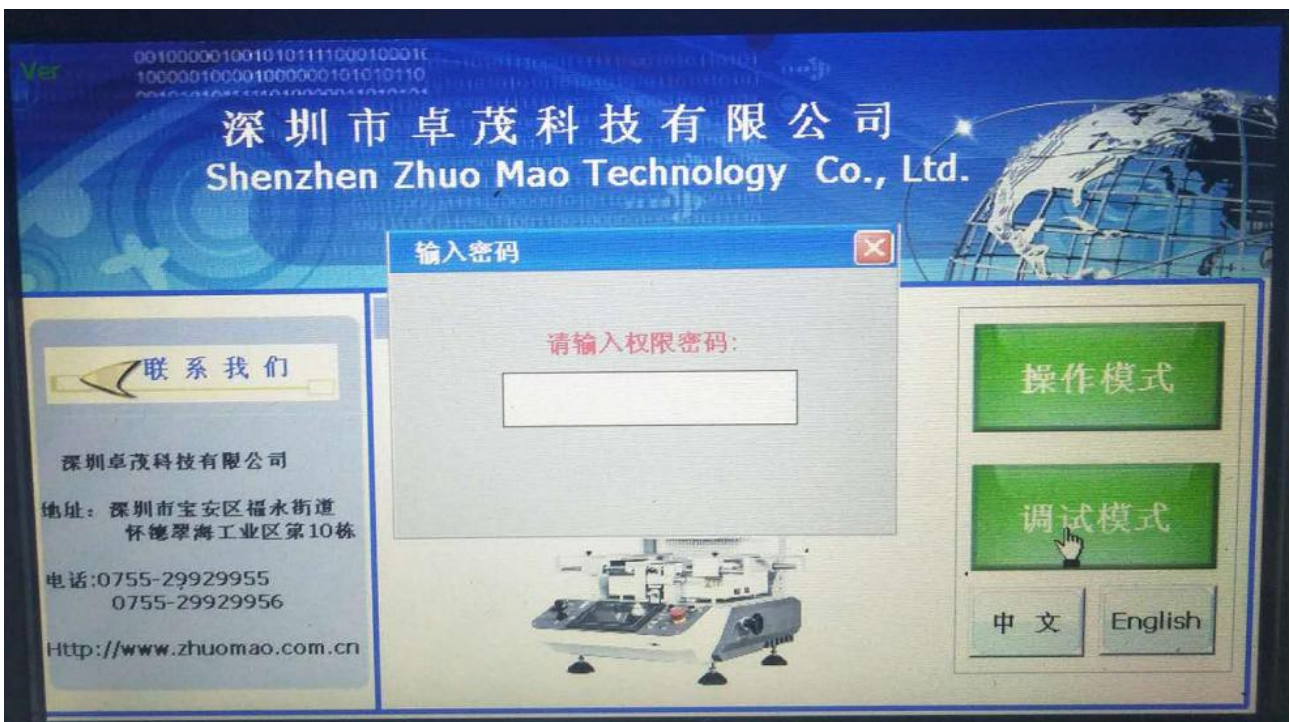 Ver
深圳市卓茂科技有限公司
Shenzhen Zhuo Mao Technology Co., Ltd.
输入密码
请输入权限密码:
联系我们
深圳卓茂科技有限公司
地址：深圳市宝安区福永街道
怀德翠海工业区第10栋
电话:0755-29929955
0755-29929956
Http://www.zhuomao.com.cn
操作模式
调试模式
中文
English